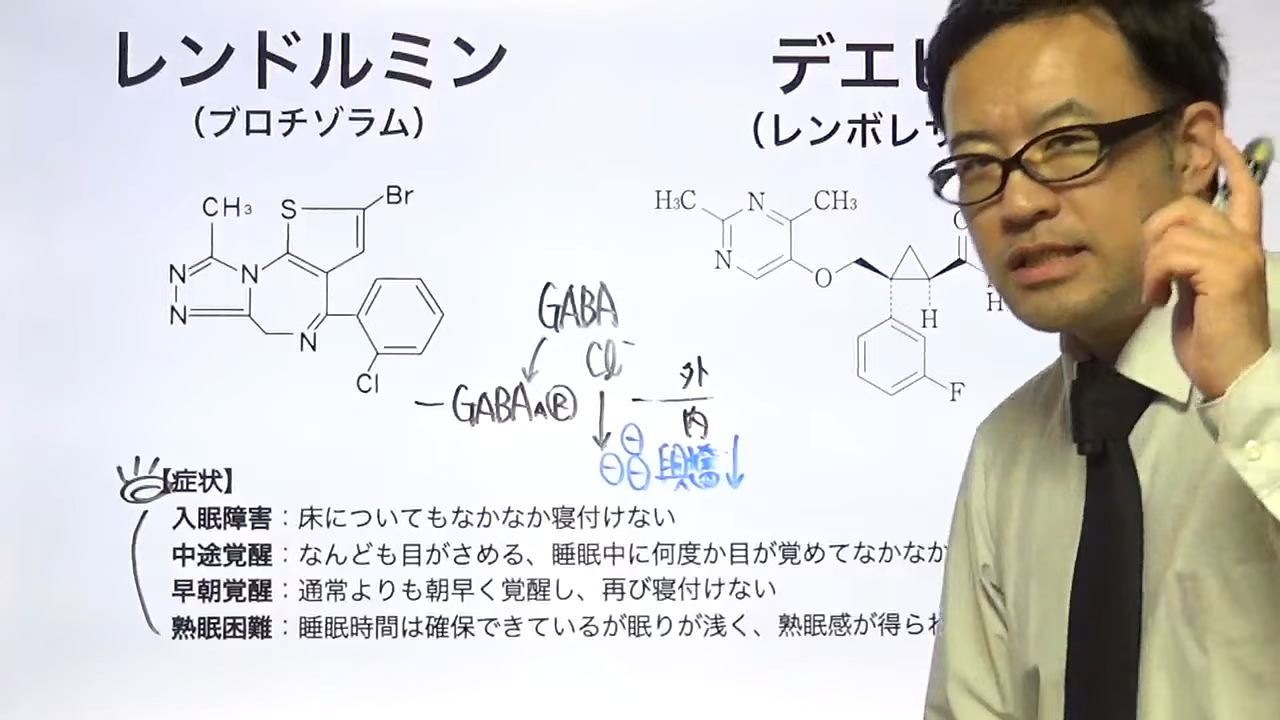 レンドルミン
(ブロチゾラム)
デエ
(レンボレ
CH₃
S
Br
N
N
N
N
Cl
H₃C
N
CH₃
N
O
H
H
F
GABA
Cl⁻
GABAAⓇ
外
内
⊖
⊖⊖ 興奮↓
【症状】
入眠障害：床についてもなかなか寝付けない
中途覚醒：なんども目がさめる、睡眠中に何度か目が覚めてなかなか
早朝覚醒：通常よりも朝早く覚醒し、再び寝付けない
熟眠困難：睡眠時間は確保できているが眠りが浅く、熟眠感が得られ